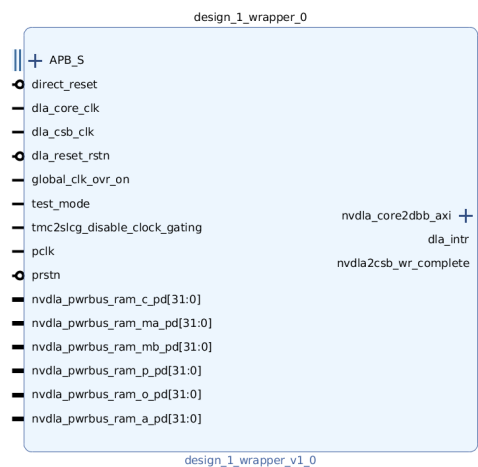 design_1_wrapper_0
APB_S
direct_reset
dla_core_clk
dla_csb_clk
dla_reset_rstn
global_clk_ovr_on
test_mode
tmc2slcg_disable_clock_gating
pclk
prstn
nvdla_pwrbus_ram_c_pd[31:0]
nvdla_pwrbus_ram_ma_pd[31:0]
nvdla_pwrbus_ram_mb_pd[31:0]
nvdla_pwrbus_ram_p_pd[31:0]
nvdla_pwrbus_ram_o_pd[31:0]
nvdla_pwrbus_ram_a_pd[31:0]
nvdla_core2dbb_axi
dla_intr
nvdla2csb_wr_complete
design_1_wrapper_v1_0